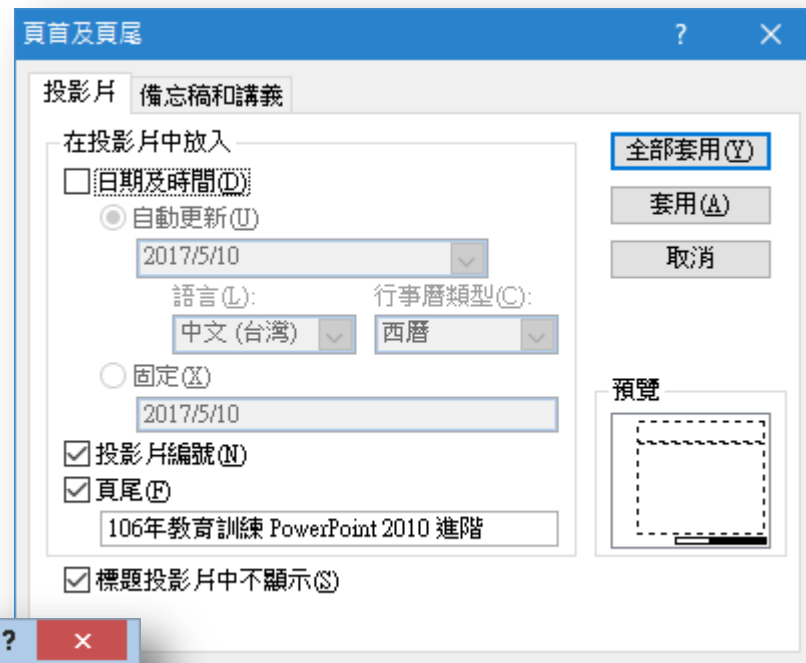 頁首及頁尾 ? ×
投影片 備忘稿和講義
在投影片中放入
日期及時間(D)
自動更新(U)
2017/5/10
語言(L): 行事曆類型(C):
中文 (台灣) 西曆
固定(X)
2017/5/10
投影片編號(N)
頁尾(F)
106年教育訓練 PowerPoint 2010 進階
標題投影片中不顯示(S)
全部套用(Y)
套用(A)
取消
預覽
? ×